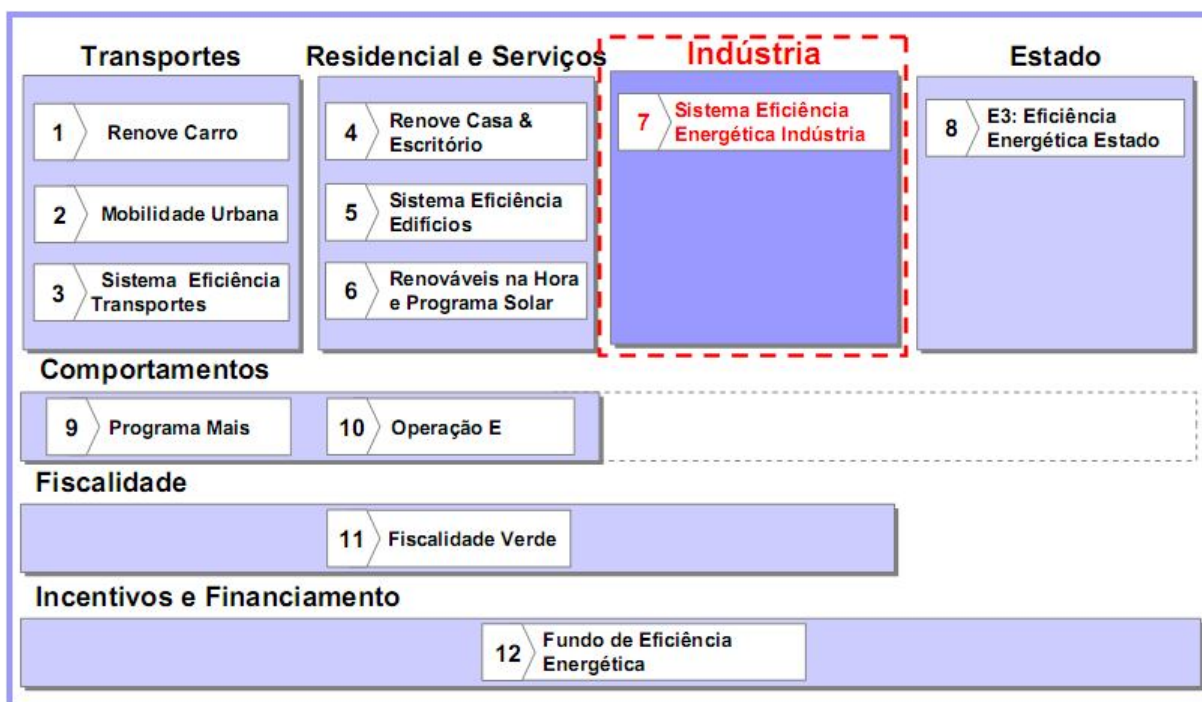 Transportes
1 Renove Carro
2 Mobilidade Urbana
3 Sistema Eficiência
Transportes
Residencial e Serviços
4 Renove Casa &
Escritório
5 Sistema Eficiência
Edifícios
6 Renováveis na Hora
e Programa Solar
Indústria
7 Sistema Eficiência
Energética Indústria
Estado
8 E3: Eficiência
Energética Estado
Comportamentos
9 Programa Mais
10 Operação E
Fiscalidade
11 Fiscalidade Verde
Incentivos e Financiamento
12 Fundo de Eficiência
Energética